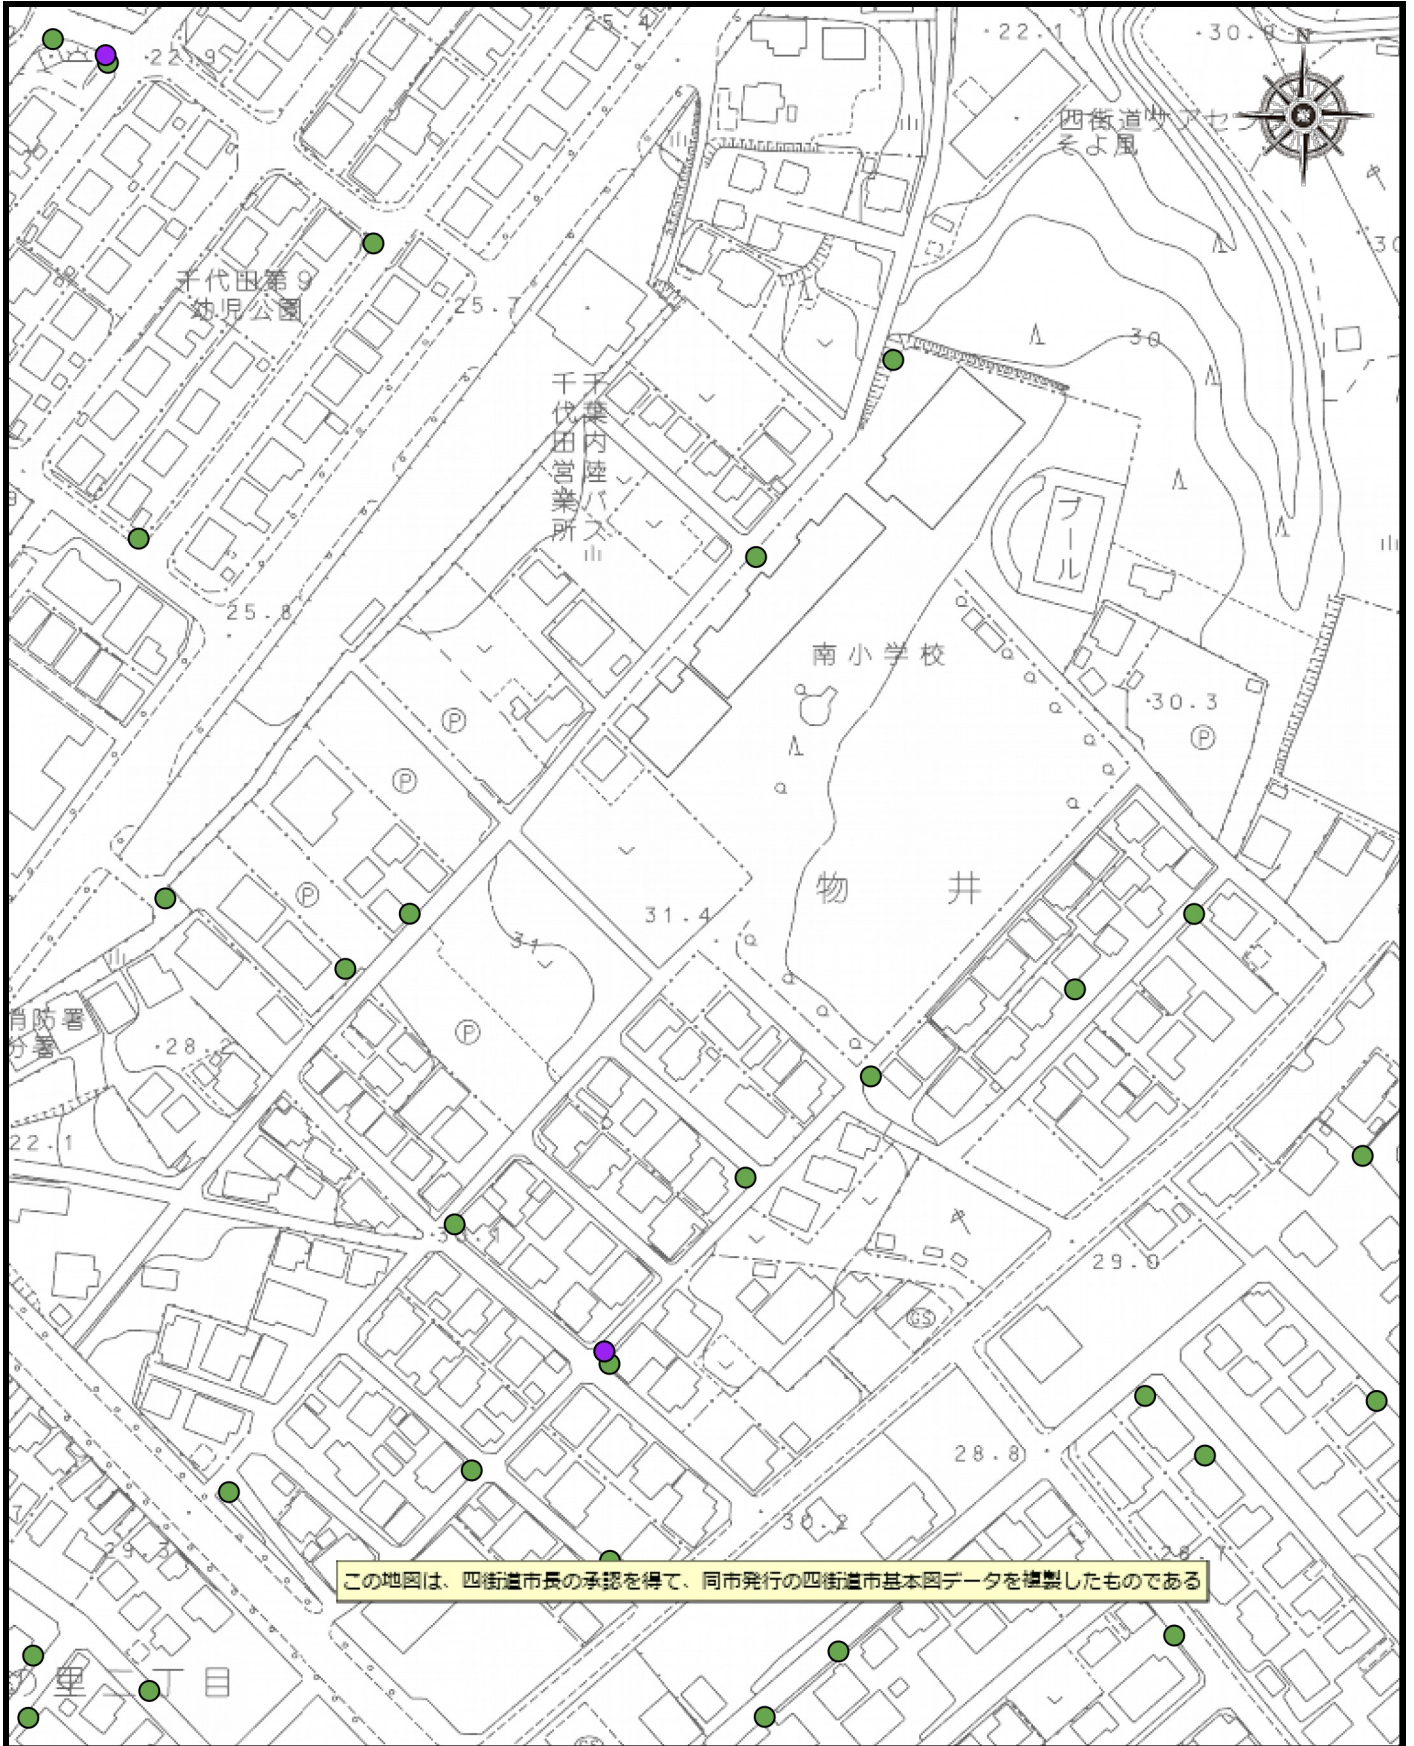 25.4
22.1
30.9
N
22.9
四街道ケアセ
そよ風
千代田第9
幼児公園
25.7
30
30
千葉内陸バス
千代田営業所
プール
25.8
南小学校
30.3
P
P
P
物井
P
31.4
31
消防署
分署
28.2
P
22.1
29.0
GS
28.8
30.2
29.3
28.7
この地図は、四街道市長の承認を得て、同市発行の四街道市基本図データを複製したものである
の里二丁目
GS